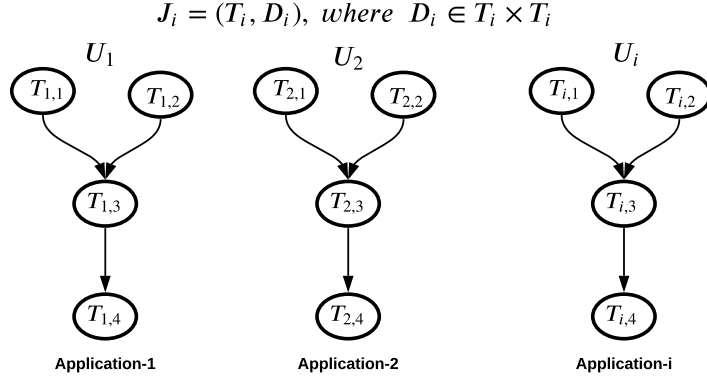 J_i = (T_i, D_i), where D_i ∈ T_i × T_i
U_1 U_2 U_i
T_{1,1} T_{1,2} T_{2,1} T_{2,2} T_{i,1} T_{i,2}
T_{1,3} T_{2,3} T_{i,3}
T_{1,4} T_{2,4} T_{i,4}
Application-1 Application-2 Application-i